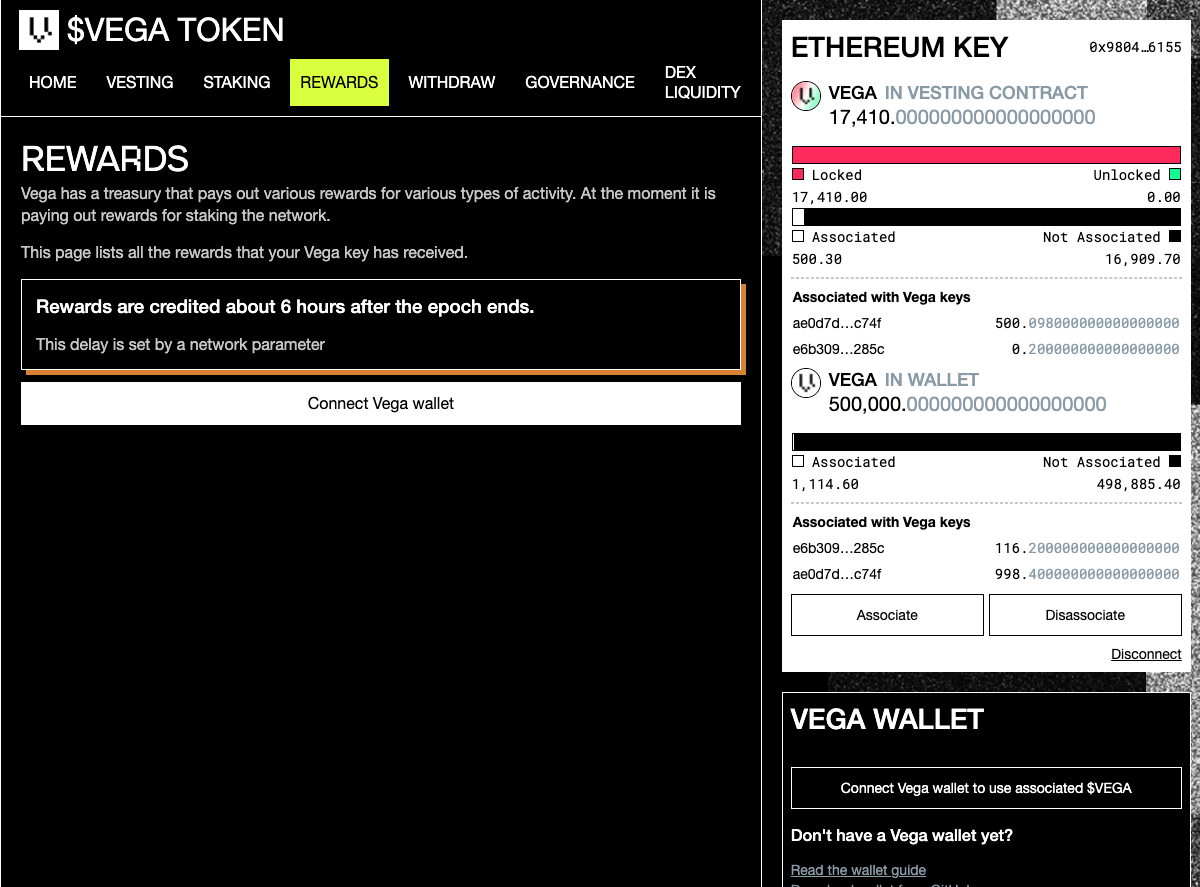 $VEGA TOKEN
HOME
VESTING
STAKING
REWARDS
WITHDRAW
GOVERNANCE
DEX
LIQUIDITY
REWARDS
Vega has a treasury that pays out various rewards for various types of activity. At the moment it is
paying out rewards for staking the network.
This page lists all the rewards that your Vega key has received.
Rewards are credited about 6 hours after the epoch ends.
This delay is set by a network parameter
Connect Vega wallet
ETHEREUM KEY 0x9804…6155
VEGA IN VESTING CONTRACT
17,410.000000000000000000
Locked Unlocked
17,410.00 0.00
Associated Not Associated
500.30 16,909.70
Associated with Vega keys
ae0d7d…c74f 500.098000000000000000
e6b309…285c 0.200000000000000000
VEGA IN WALLET
500,000.000000000000000000
Associated Not Associated
1,114.60 498,885.40
Associated with Vega keys
e6b309…285c 116.200000000000000000
ae0d7d…c74f 998.400000000000000000
Associate Disassociate
Disconnect
VEGA WALLET
Connect Vega wallet to use associated $VEGA
Don't have a Vega wallet yet?
Read the wallet guide